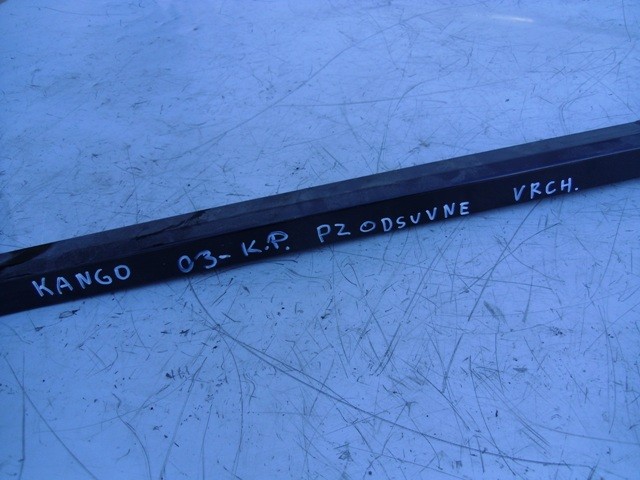 KANGO 03-K.P. PZ ODSUVNE VRCH.